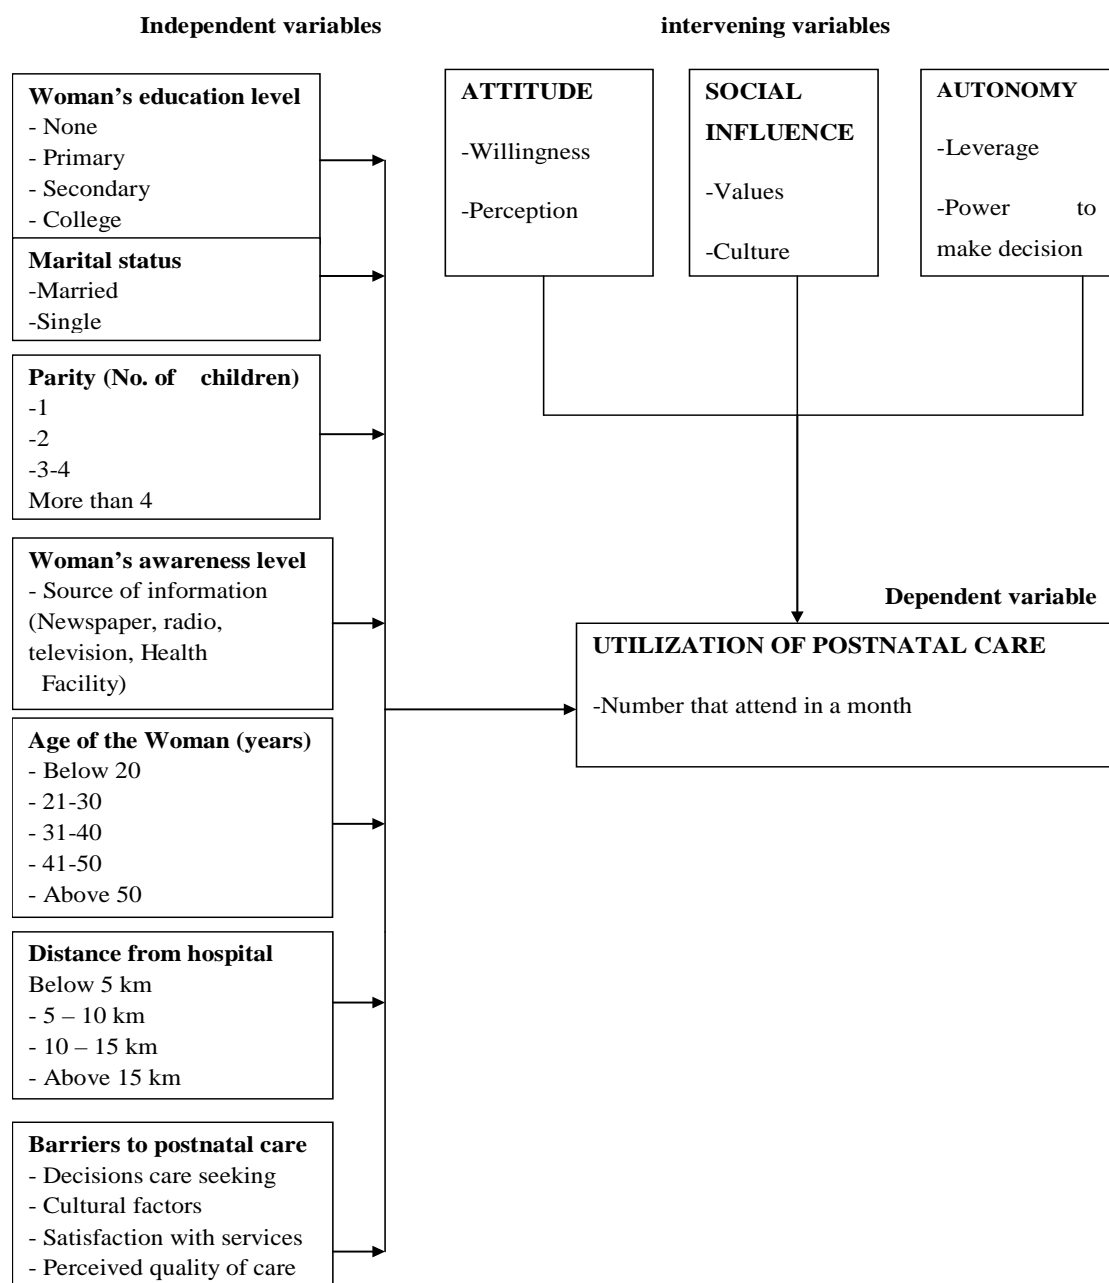 Independent variables
intervening variables
Woman's education level
- None
- Primary
- Secondary
- College
Marital status
-Married
-Single
Parity (No. of children)
-1
-2
-3-4
More than 4
Woman's awareness level
- Source of information
(Newspaper, radio,
television, Health
Facility)
Age of the Woman (years)
- Below 20
- 21-30
- 31-40
- 41-50
- Above 50
Distance from hospital
Below 5 km
- 5 – 10 km
- 10 – 15 km
- Above 15 km
Barriers to postnatal care
- Decisions care seeking
- Cultural factors
- Satisfaction with services
- Perceived quality of care
ATTITUDE
-Willingness
-Perception
SOCIAL
INFLUENCE
-Values
-Culture
AUTONOMY
-Leverage
-Power to
make decision
Dependent variable
UTILIZATION OF POSTNATAL CARE
-Number that attend in a month